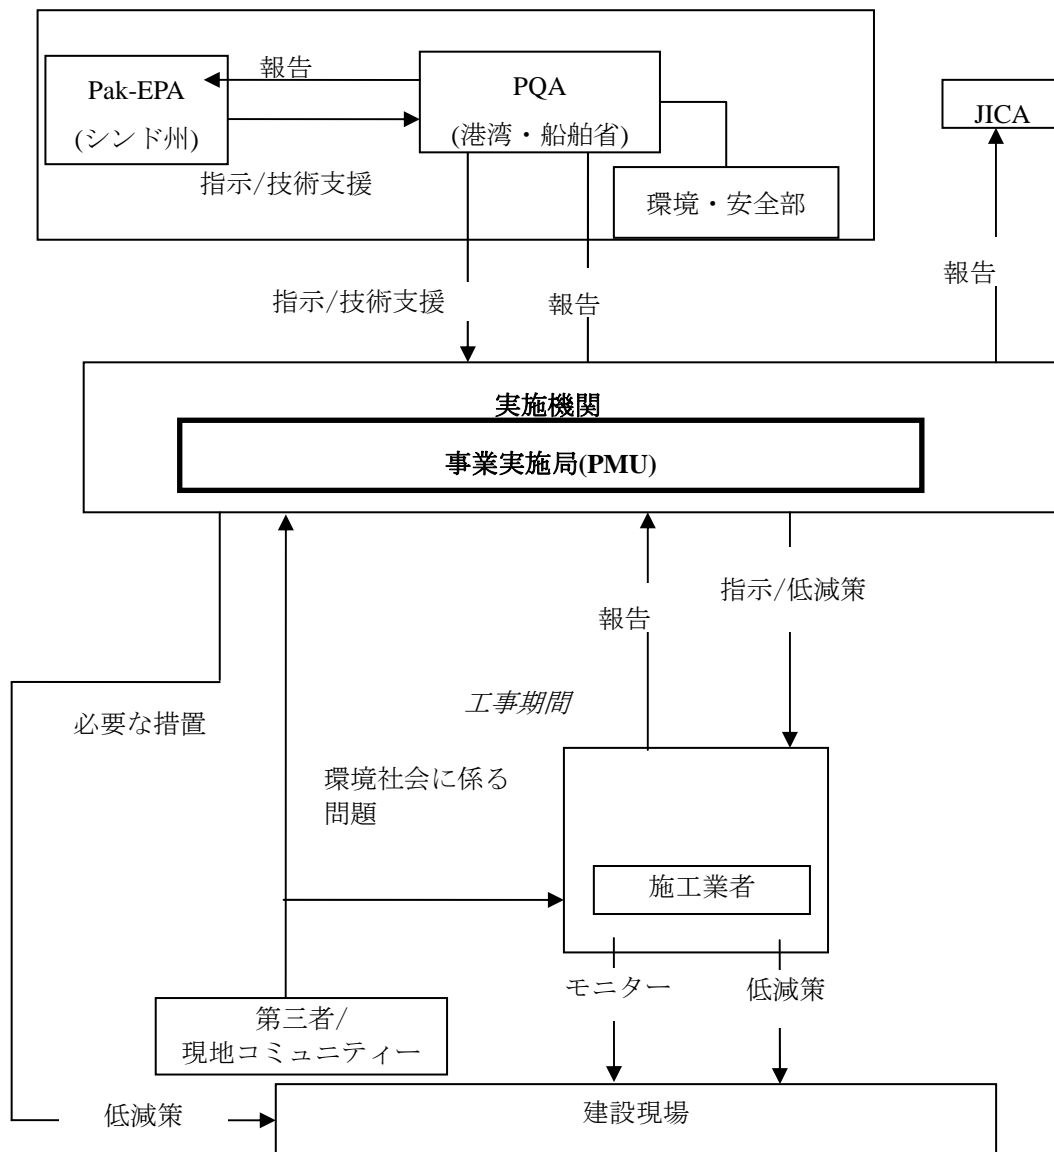 報告
Pak-EPA
(シンド州)
PQA
(港湾・船舶省)
JICA
指示/技術支援
環境・安全部
報告
指示/技術支援
報告
実施機関
事業実施局(PMU)
指示/低減策
報告
工事期間
必要な措置
環境社会に係る
問題
施工業者
モニター
低減策
第三者/
現地コミュニティー
低減策
建設現場